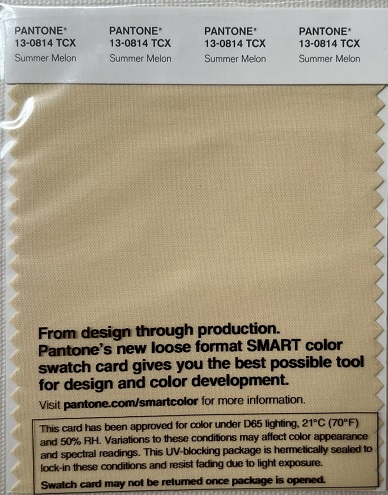 PANTONE® PANTONE® PANTONE® PANTONE®
13-0814 TCX 13-0814 TCX 13-0814 TCX 13-0814 TCX
Summer Melon Summer Melon Summer Melon Summer Melon
From design through production.
Pantone's new loose format SMART color
swatch card gives you the best possible tool
for design and color development.
Visit pantone.com/smartcolor for more information.
This card has been approved for color under D65 lighting, 21°C (70°F)
and 50% RH. Variations to these conditions may affect color appearance
and spectral readings. This UV-blocking package is hermetically sealed to
lock-in these conditions and resist fading due to light exposure.
Swatch card may not be returned once package is opened.